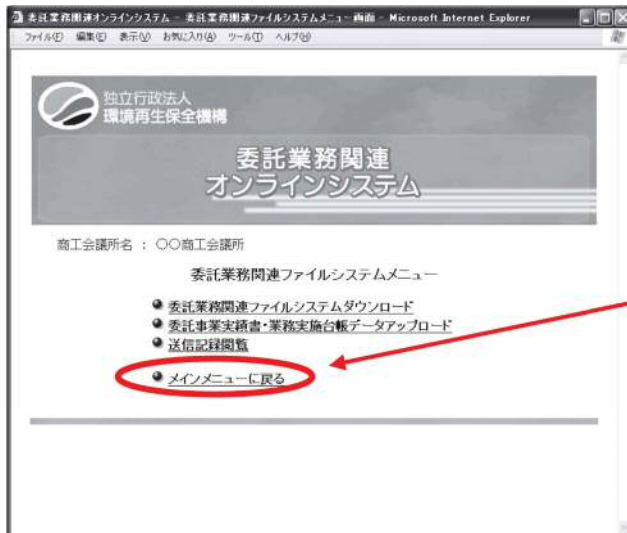 委託業務関連オンラインシステム - 委託業務関連ファイルシステムメニュー画面 - Microsoft Internet Explorer
ファイル(F) 編集(E) 表示(V) お気に入り(A) ツール(T) ヘルプ(H)
独立行政法人
環境再生保全機構
委託業務関連
オンラインシステム
商工会議所名 : 〇〇商工会議所
委託業務関連ファイルシステムメニュー
委託業務関連ファイルシステムダウンロード
委託事業実績書・業務実施台帳データアップロード
送信記録閲覧
メインメニューに戻る